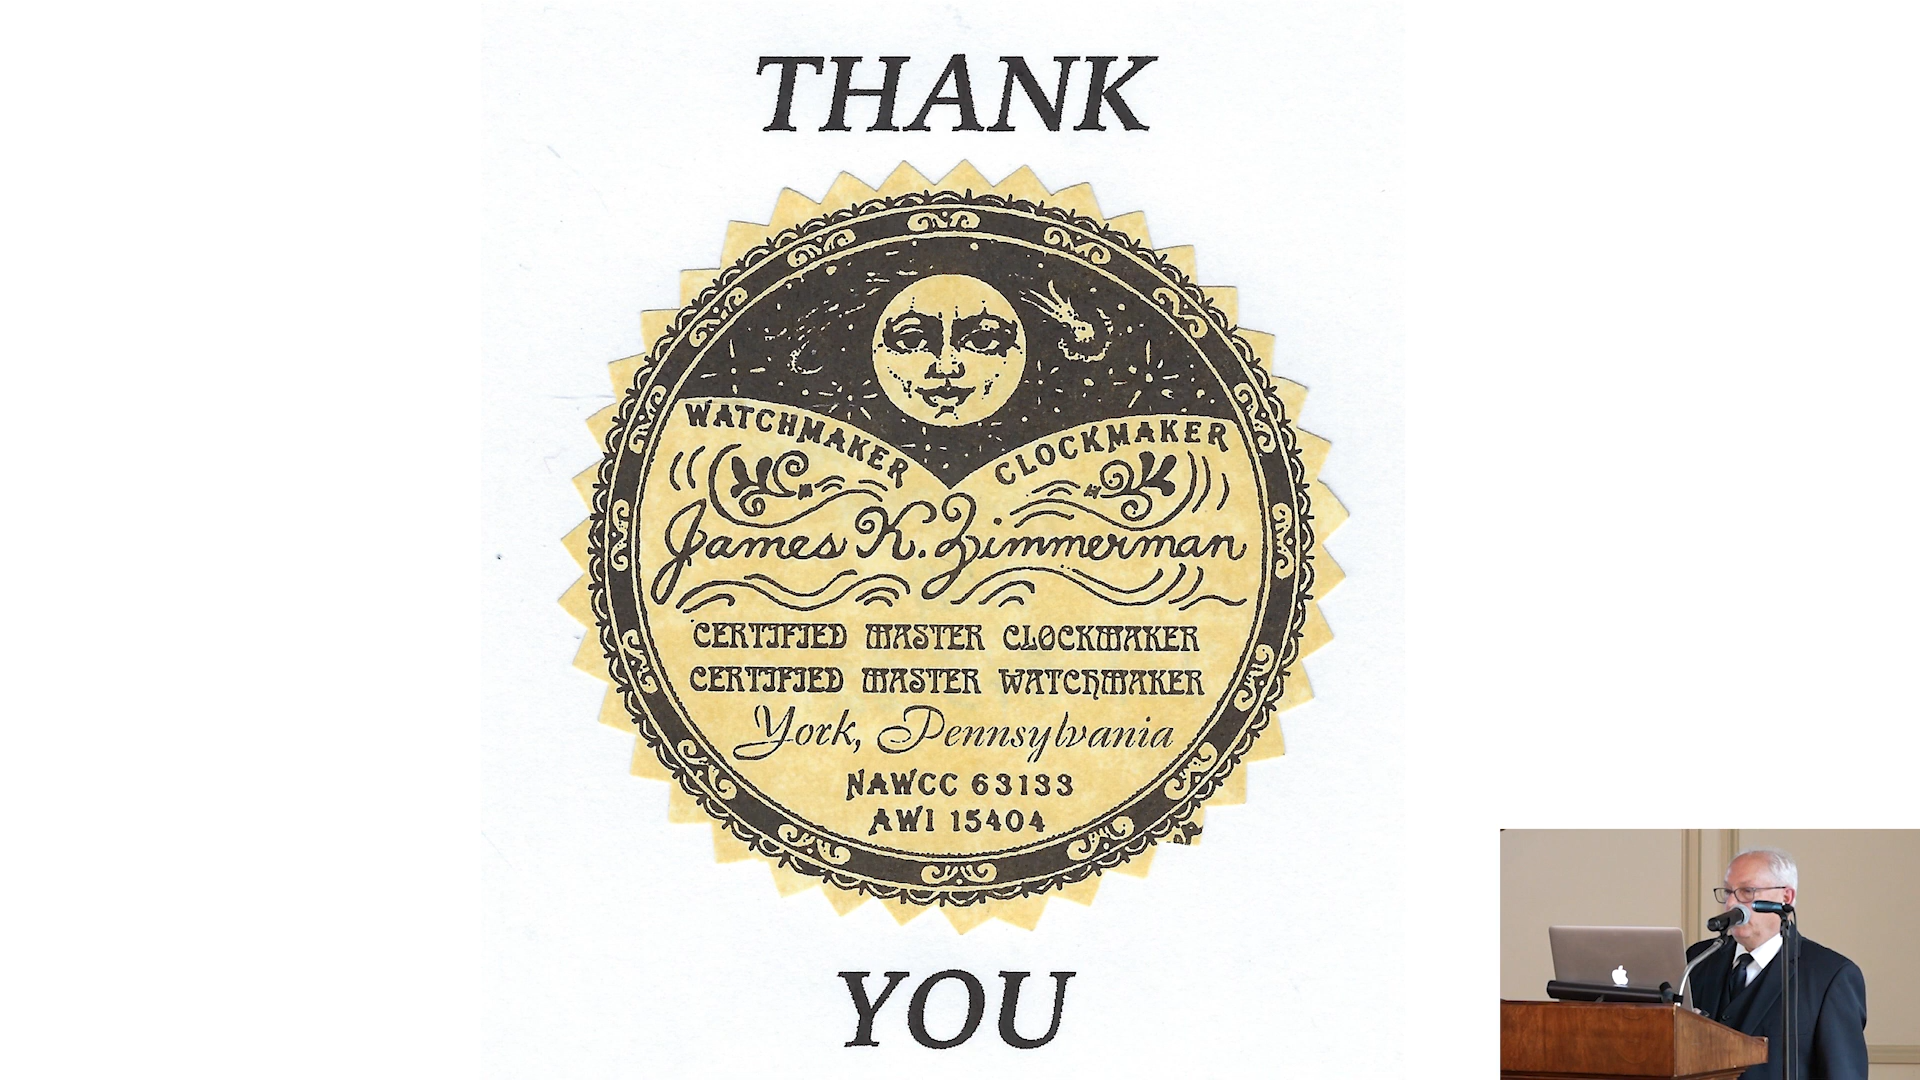 THANK
WATCHMAKER CLOCKMAKER
James K. Zimmerman
CERTIFIED MASTER CLOCKMAKER
CERTIFIED MASTER WATCHMAKER
York, Pennsylvania
NAWCC 63133
AWI 15404
YOU